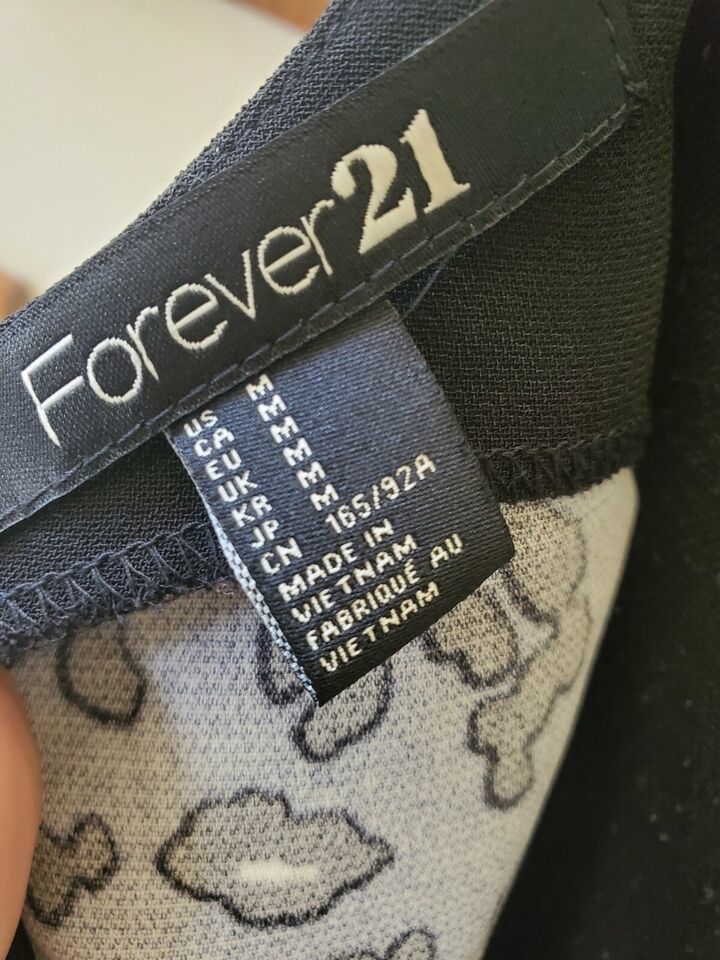 Forever21
US M
CA M
EU M
UK M
KR M
JP M
CN 165/92A
MADE IN
VIETNAM
FABRIQUÉ AU
VIETNAM